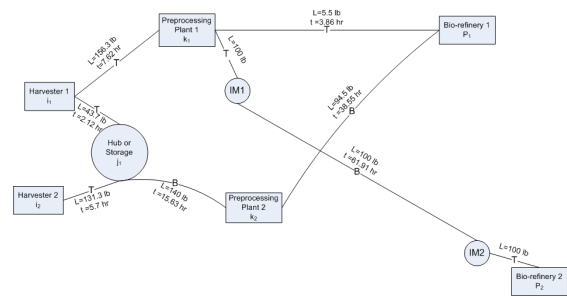 Preprocessing
Plant 1
k1
L=5.5 lb
t =3.86 hr
T
Bio-refinery 1
P1
L=156.3 lb
t=7.62 hr
T
T
L=100 lb
IM1
Harvester 1
i1
T
L=43.7 lb
t=2.12 hr
L=94.5 lb
t =38.55 hr
B
Hub or
Storage
j1
L=100 lb
t =61.91 hr
B
Harvester 2
i2
T
L=131.3 lb
t =5.7 hr
B
L=140 lb
t =15.63 hr
Preprocessing
Plant 2
k2
IM2
L=100 lb
T
Bio-refinery 2
P2